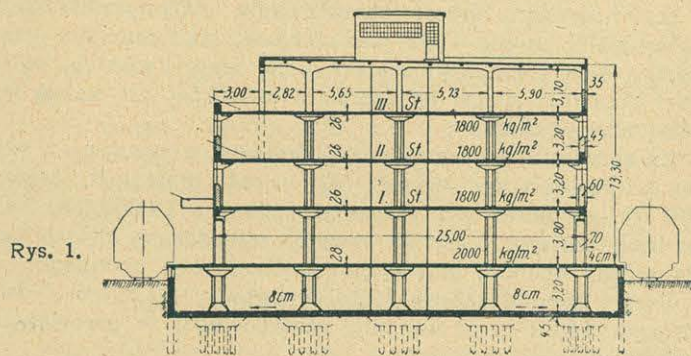 3,00 2,82 5,65 5,23 5,90 35
3,10
III St
26 1800 kg/m² 3,20 45
II St.
26 1800 kg/m²
13,30
I. St
26 1800 kg/m² 3,20 60
25,00 3,80 70
28 2000 kg/m² 4cm
Rys. 1.
8cm 8cm 3,20
45